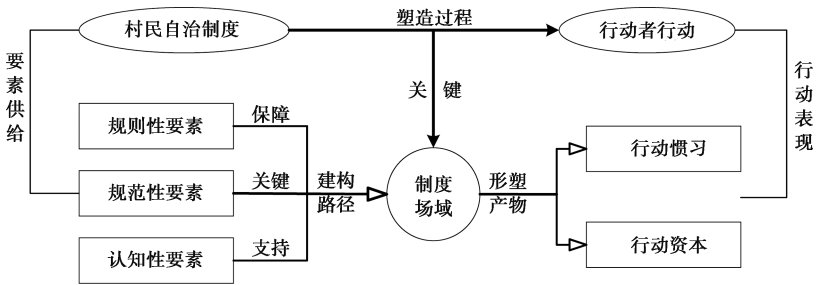 村民自治制度
塑造过程
行动者行动
要素供给
关键
行动表现
规则性要素
保障
规范性要素
关键
建构
路径
制度
场域
形塑
产物
行动惯习
认知性要素
支持
行动资本